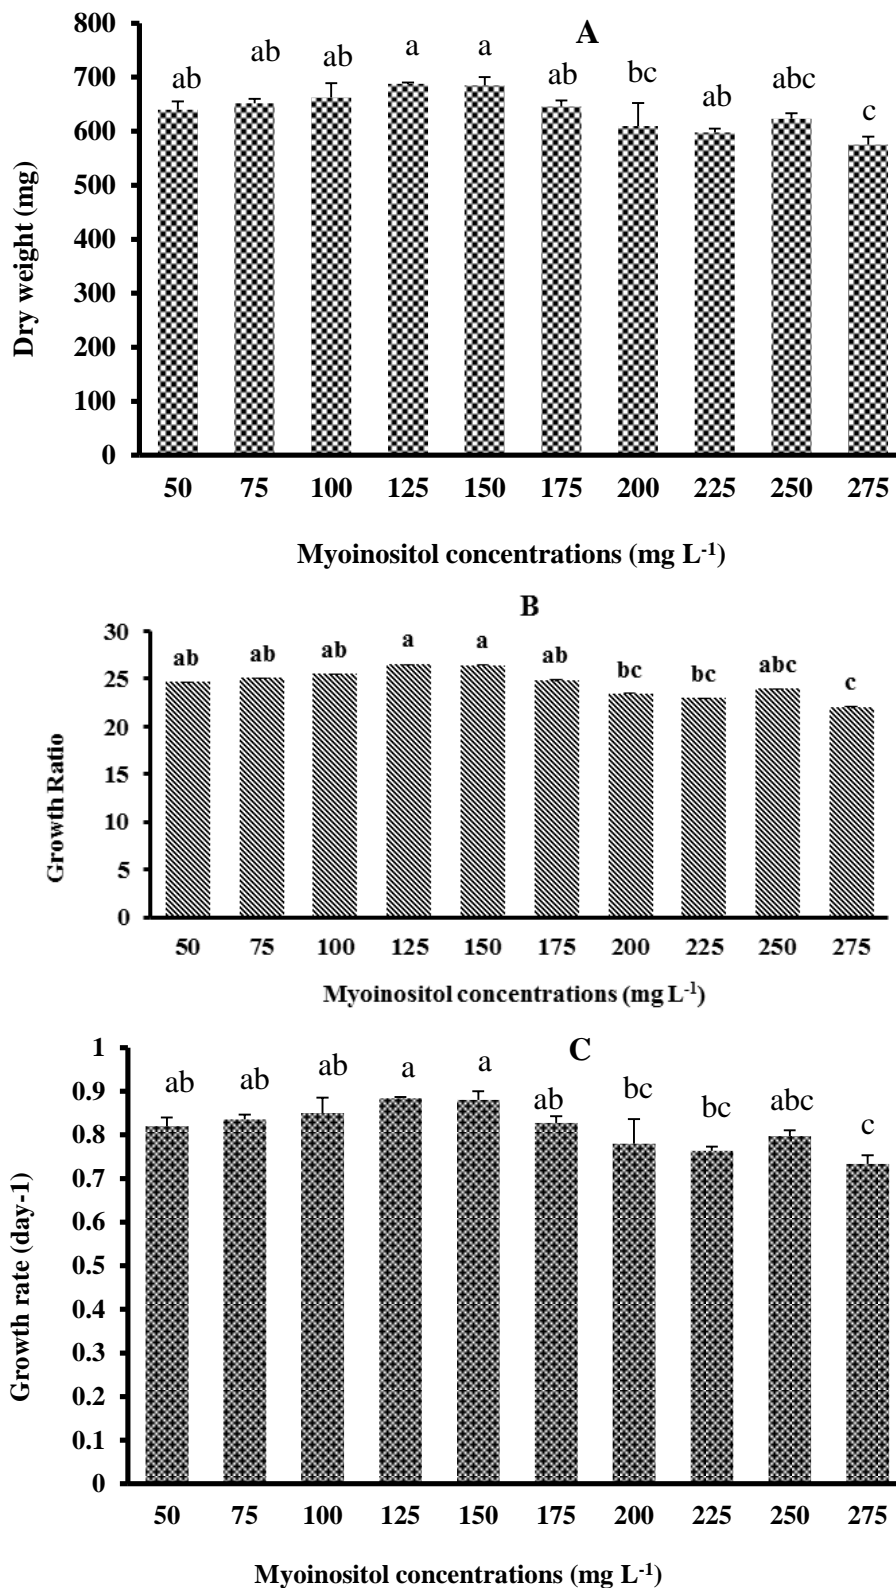 A
800
700
600
500
400
300
200
100
0
Dry weight (mg)
ab ab ab a a ab bc ab abc c
50 75 100 125 150 175 200 225 250 275
Myoinositol concentrations (mg L⁻¹)
B
30
25
20
15
10
5
0
Growth Ratio
ab ab ab a a ab bc bc abc c
50 75 100 125 150 175 200 225 250 275
Myoinositol concentrations (mg L⁻¹)
C
1
0.9
0.8
0.7
0.6
0.5
0.4
0.3
0.2
0.1
0
Growth rate (day-1)
ab ab ab a a ab bc bc abc c
50 75 100 125 150 175 200 225 250 275
Myoinositol concentrations (mg L⁻¹)